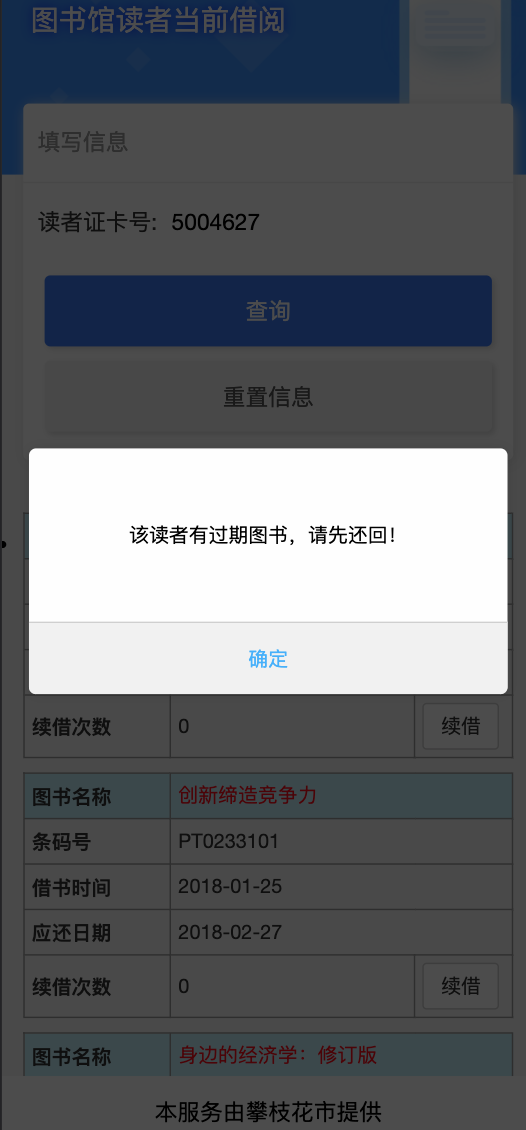 图书馆读者当前借阅
填写信息
读者证卡号: 5004627
查询
重置信息
该读者有过期图书，请先还回！
确定
续借次数 0 续借
图书名称 创新缔造竞争力
条码号 PT0233101
借书时间 2018-01-25
应还日期 2018-02-27
续借次数 0 续借
图书名称 身边的经济学：修订版
本服务由攀枝花市提供